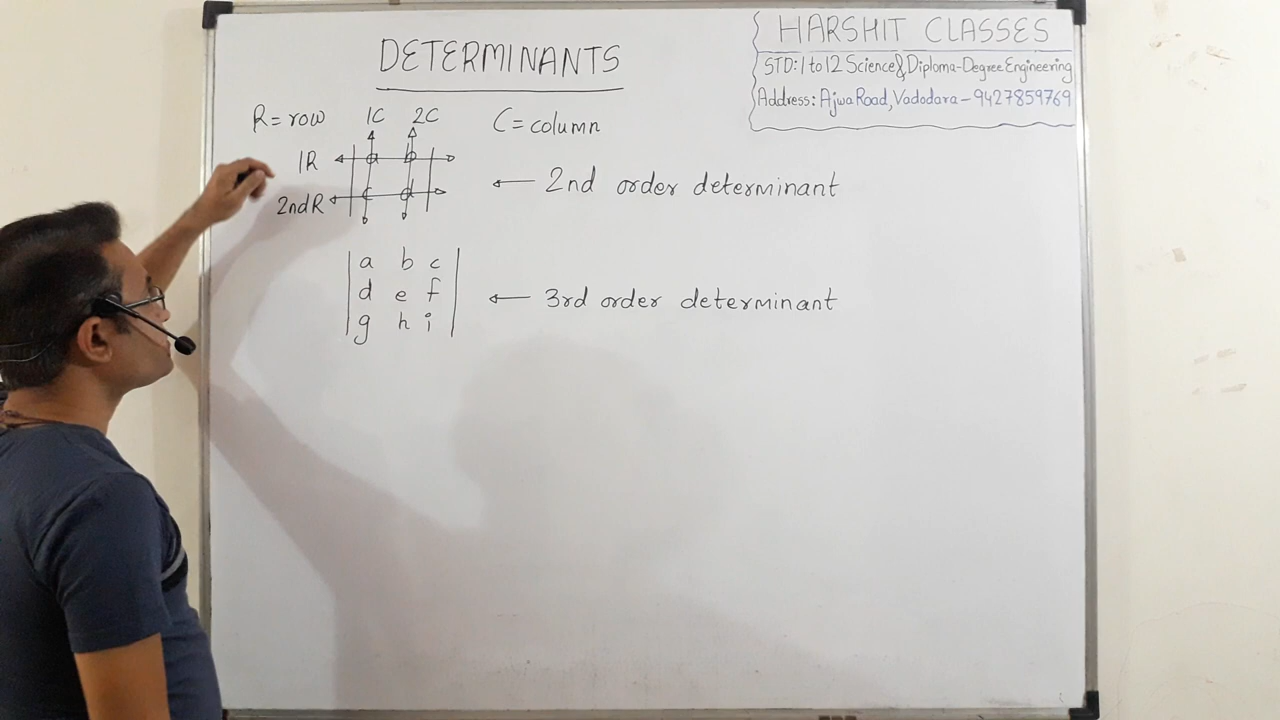 DETERMINANTS
HARSHIT CLASSES
STD: 1 to 12 Science & Diploma-Degree Engineering
Address: Ajwa Road, Vadodara - 9427859769
R = row 1C 2C C = column
1R a b
2nd R c d ← 2nd order determinant
a b c
d e f ← 3rd order determinant
g h i